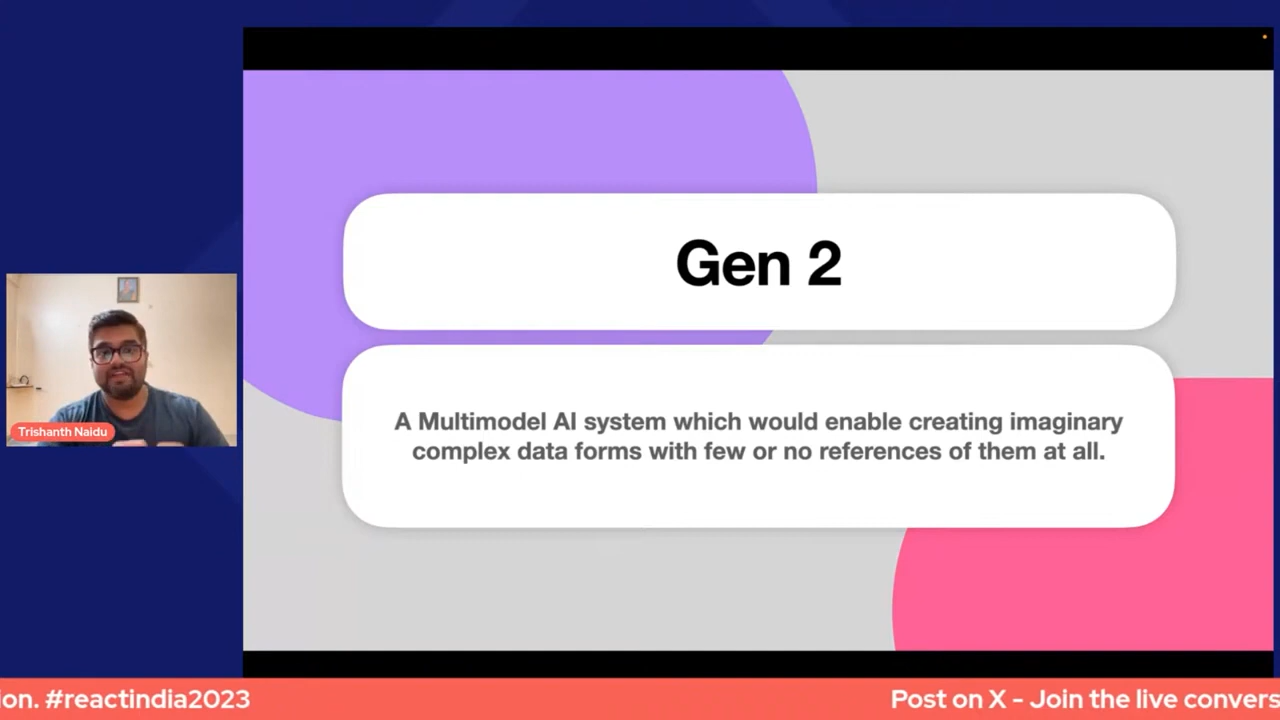 Gen 2
A Multimodel AI system which would enable creating imaginary
complex data forms with few or no references of them at all.
Trishanth Naidu
ion. #reactindia2023
Post on X - Join the live convers